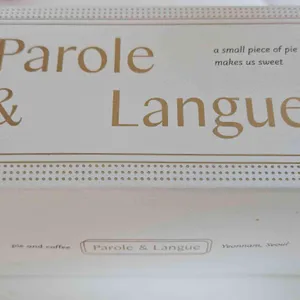 Parole
a small piece of pie
makes us sweet
& Langue
pie and coffee Parole & Langue Yeonnam, Seoul